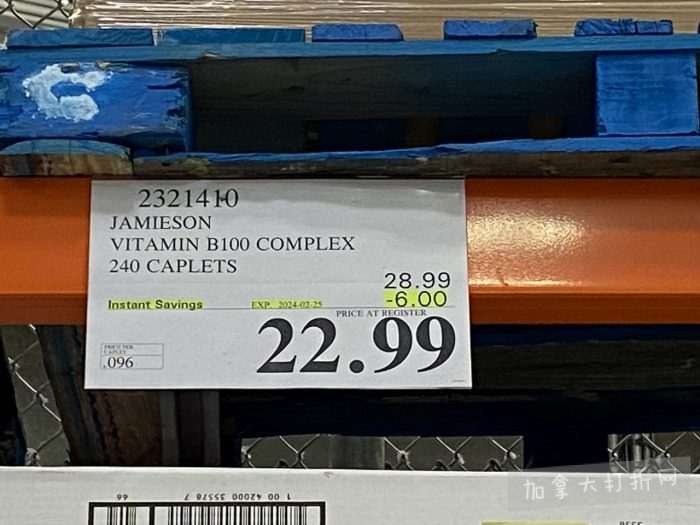 2321410
JAMIESON
VITAMIN B100 COMPLEX
240 CAPLETS
28.99
Instant Savings EXP. 2024-02-25 -6.00
PRICE AT REGISTER
22.99
PRICE PER
CAPLET
.096
加拿大打折网
1 00 42000 35578 7
66